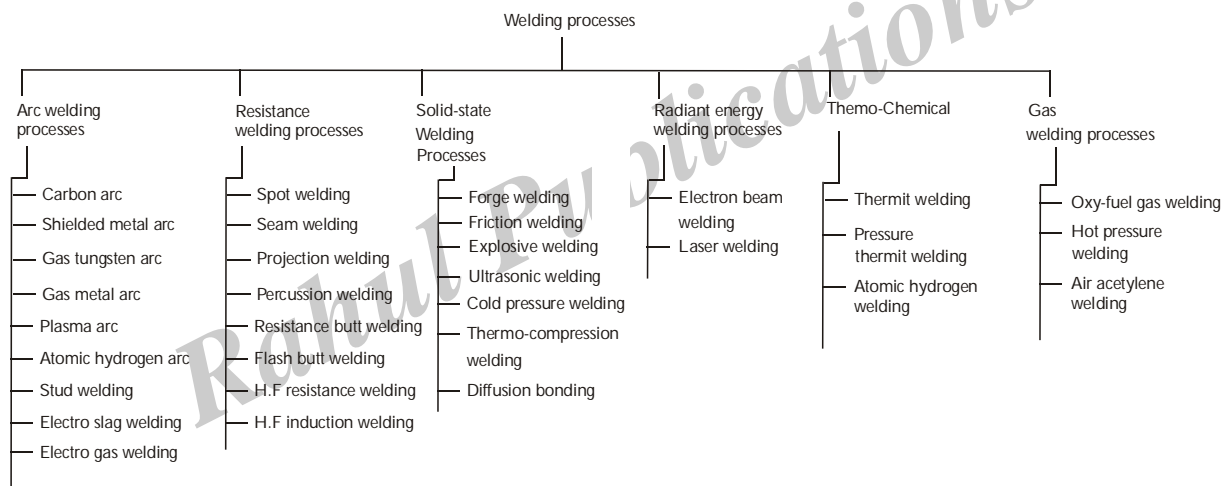 Welding processes
Arc welding
processes
Carbon arc
Shielded metal arc
Gas tungsten arc
Gas metal arc
Plasma arc
Atomic hydrogen arc
Stud welding
Electro slag welding
Electro gas welding
Resistance
welding processes
Spot welding
Seam welding
Projection welding
Percussion welding
Resistance butt welding
Flash butt welding
H.F resistance welding
H.F induction welding
Solid-state
Welding
Processes
Forge welding
Friction welding
Explosive welding
Ultrasonic welding
Cold pressure welding
Thermo-compression
welding
Diffusion bonding
Radiant energy
welding processes
Electron beam
welding
Laser welding
Themo-Chemical
Thermit welding
Pressure
thermit welding
Atomic hydrogen
welding
Gas
welding processes
Oxy-fuel gas welding
Hot pressure
welding
Air acetylene
welding
Rahul Publications